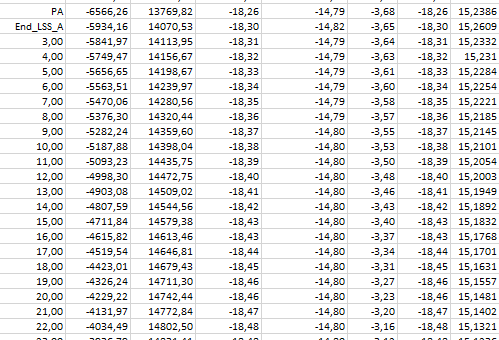 PA -6566,26 13769,82 -18,26 -14,79 -3,68 -18,26 15,2386
End_LSS_A -5934,16 14070,53 -18,30 -14,82 -3,65 -18,30 15,2609
3,00 -5841,97 14113,95 -18,31 -14,79 -3,64 -18,31 15,2332
4,00 -5749,47 14156,67 -18,32 -14,79 -3,63 -18,32 15,231
5,00 -5656,65 14198,67 -18,33 -14,79 -3,61 -18,33 15,2284
6,00 -5563,51 14239,97 -18,34 -14,79 -3,60 -18,34 15,2254
7,00 -5470,06 14280,56 -18,35 -14,79 -3,58 -18,35 15,2221
8,00 -5376,30 14320,44 -18,36 -14,79 -3,57 -18,36 15,2185
9,00 -5282,24 14359,60 -18,37 -14,80 -3,55 -18,37 15,2145
10,00 -5187,88 14398,04 -18,38 -14,80 -3,53 -18,38 15,2101
11,00 -5093,23 14435,75 -18,39 -14,80 -3,50 -18,39 15,2054
12,00 -4998,30 14472,75 -18,40 -14,80 -3,48 -18,40 15,2003
13,00 -4903,08 14509,02 -18,41 -14,80 -3,46 -18,41 15,1949
14,00 -4807,59 14544,56 -18,42 -14,80 -3,43 -18,42 15,1892
15,00 -4711,84 14579,38 -18,43 -14,80 -3,40 -18,43 15,1832
16,00 -4615,82 14613,46 -18,43 -14,80 -3,37 -18,43 15,1768
17,00 -4519,54 14646,81 -18,44 -14,80 -3,34 -18,44 15,1701
18,00 -4423,01 14679,43 -18,45 -14,80 -3,31 -18,45 15,1631
19,00 -4326,24 14711,30 -18,46 -14,80 -3,27 -18,46 15,1557
20,00 -4229,22 14742,44 -18,46 -14,80 -3,23 -18,46 15,1481
21,00 -4131,97 14772,84 -18,47 -14,80 -3,20 -18,47 15,1402
22,00 -4034,49 14802,50 -18,48 -14,80 -3,16 -18,48 15,1321